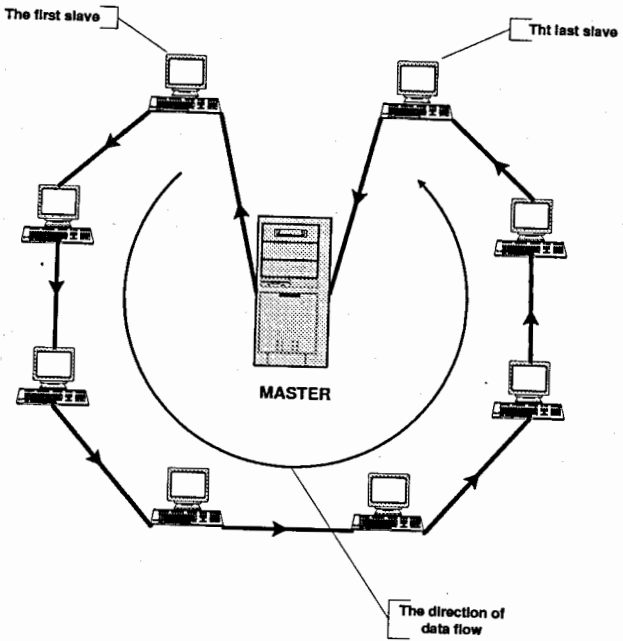 The first slave
Tht last slave
MASTER
The direction of
data flow